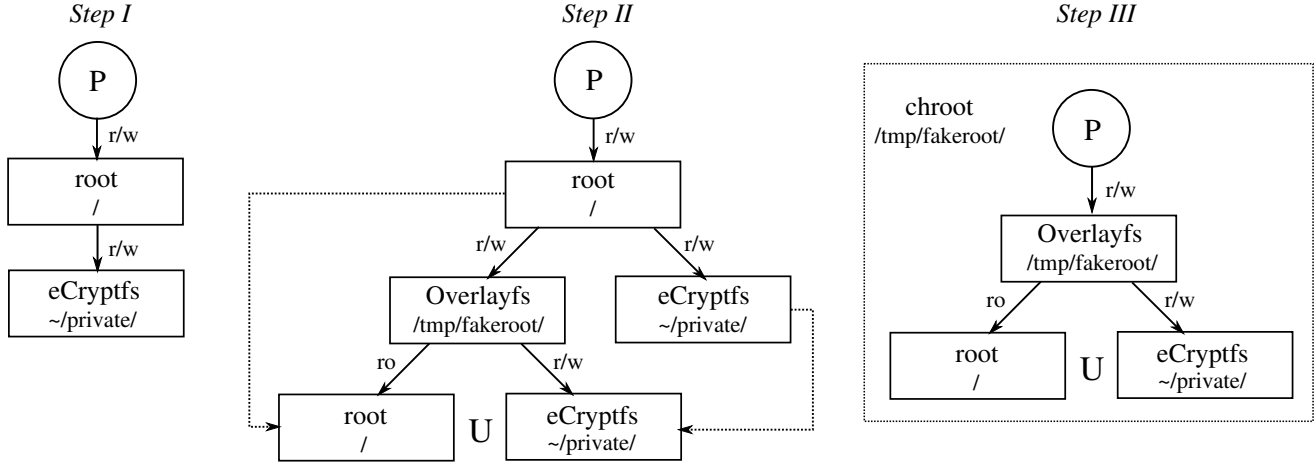 Step I
P
r/w
root
/
r/w
eCryptfs
~/private/
Step II
P
r/w
root
/
r/w
r/w
Overlayfs
/tmp/fakeroot/
eCryptfs
~/private/
ro
r/w
root
/
U
eCryptfs
~/private/
Step III
chroot
/tmp/fakeroot/
P
r/w
Overlayfs
/tmp/fakeroot/
ro
r/w
root
/
U
eCryptfs
~/private/